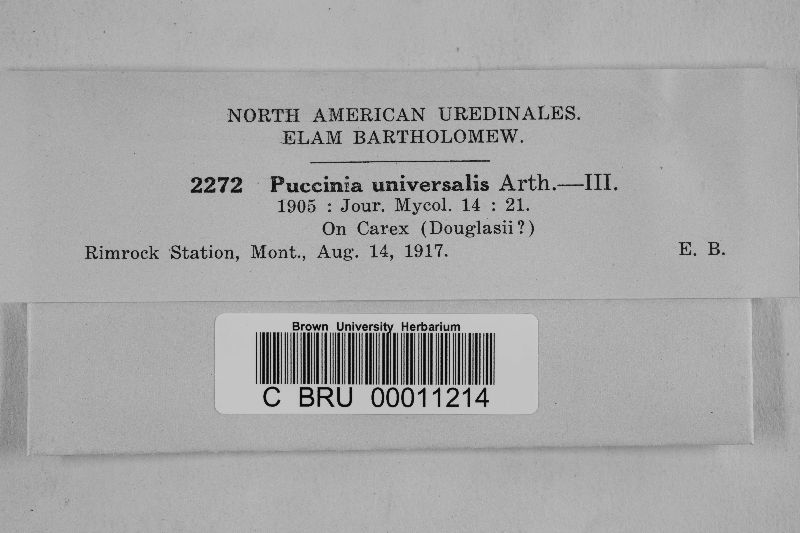 NORTH AMERICAN UREDINALES.
ELAM BARTHOLOMEW.
2272 Puccinia universalis Arth.—III.
1905 : Jour. Mycol. 14 : 21.
On Carex (Douglasii?)
Rimrock Station, Mont., Aug. 14, 1917. E. B.
Brown University Herbarium
C BRU 00011214